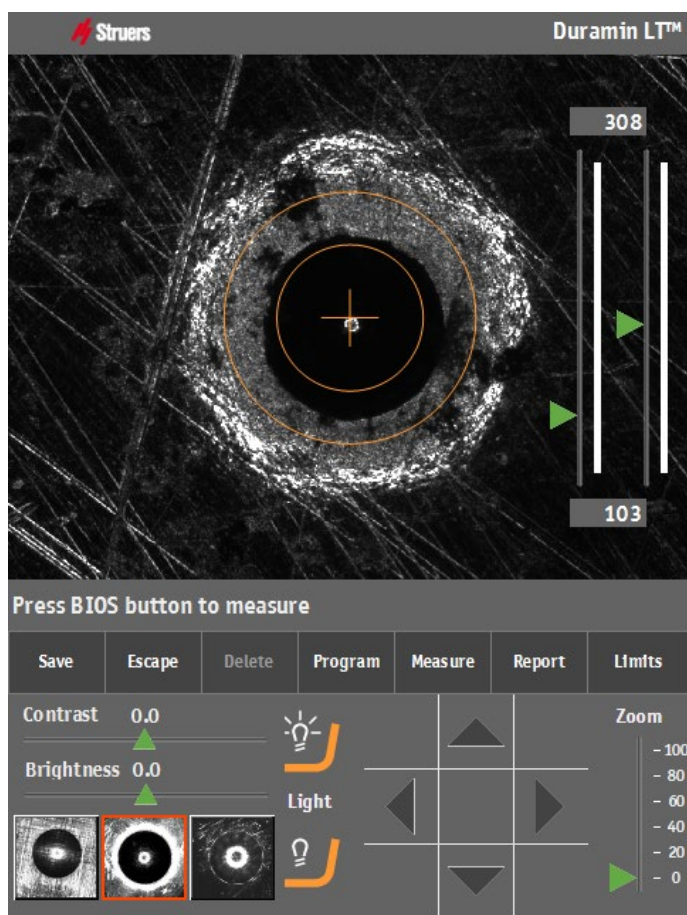 Struers
Duramin LT™
308
103
Press BIOS button to measure
Save Escape Delete Program Measure Report Limits
Contrast 0.0
Zoom
Brightness 0.0
Light
100
80
60
40
20
0